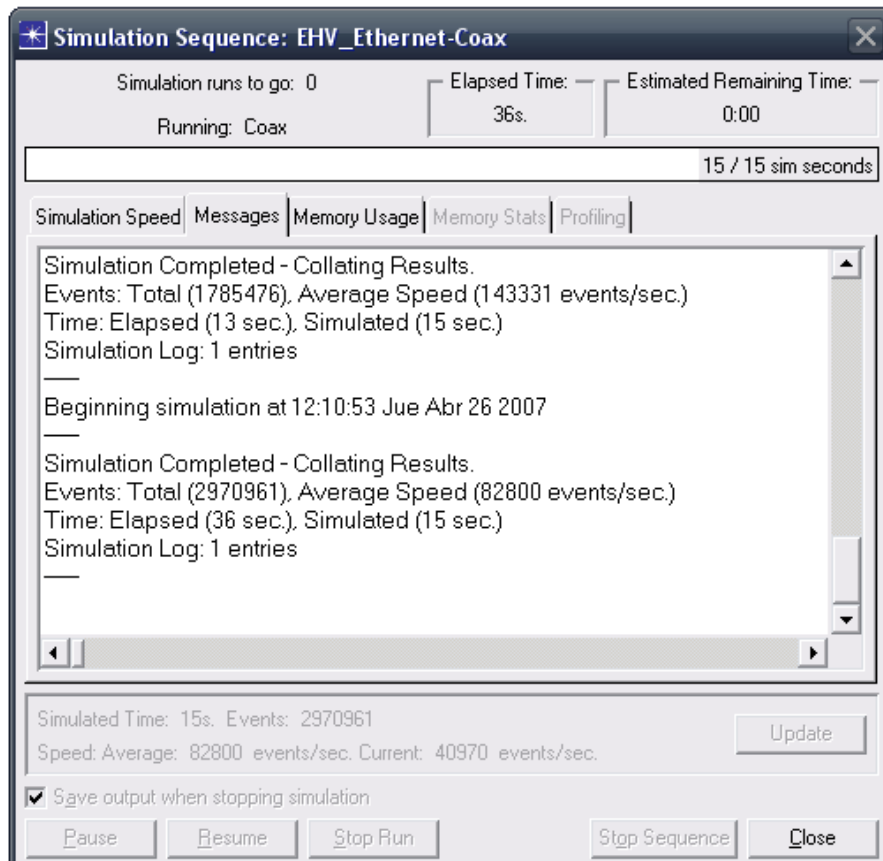 Simulation Sequence: EHV_Ethernet-Coax
Simulation runs to go: 0
Running: Coax
Elapsed Time:
36s.
Estimated Remaining Time:
0:00
15 / 15 sim seconds
Simulation Speed Messages Memory Usage Memory Stats Profiling
Simulation Completed - Collating Results.
Events: Total (1785476), Average Speed (143331 events/sec.)
Time: Elapsed (13 sec.), Simulated (15 sec.)
Simulation Log: 1 entries
Beginning simulation at 12:10:53 Jue Abr 26 2007
Simulation Completed - Collating Results.
Events: Total (2970961), Average Speed (82800 events/sec.)
Time: Elapsed (36 sec.), Simulated (15 sec.)
Simulation Log: 1 entries
Simulated Time: 15s. Events: 2970961
Speed: Average: 82800 events/sec. Current: 40970 events/sec.
Update
Save output when stopping simulation
Pause Resume Stop Run Stop Sequence Close